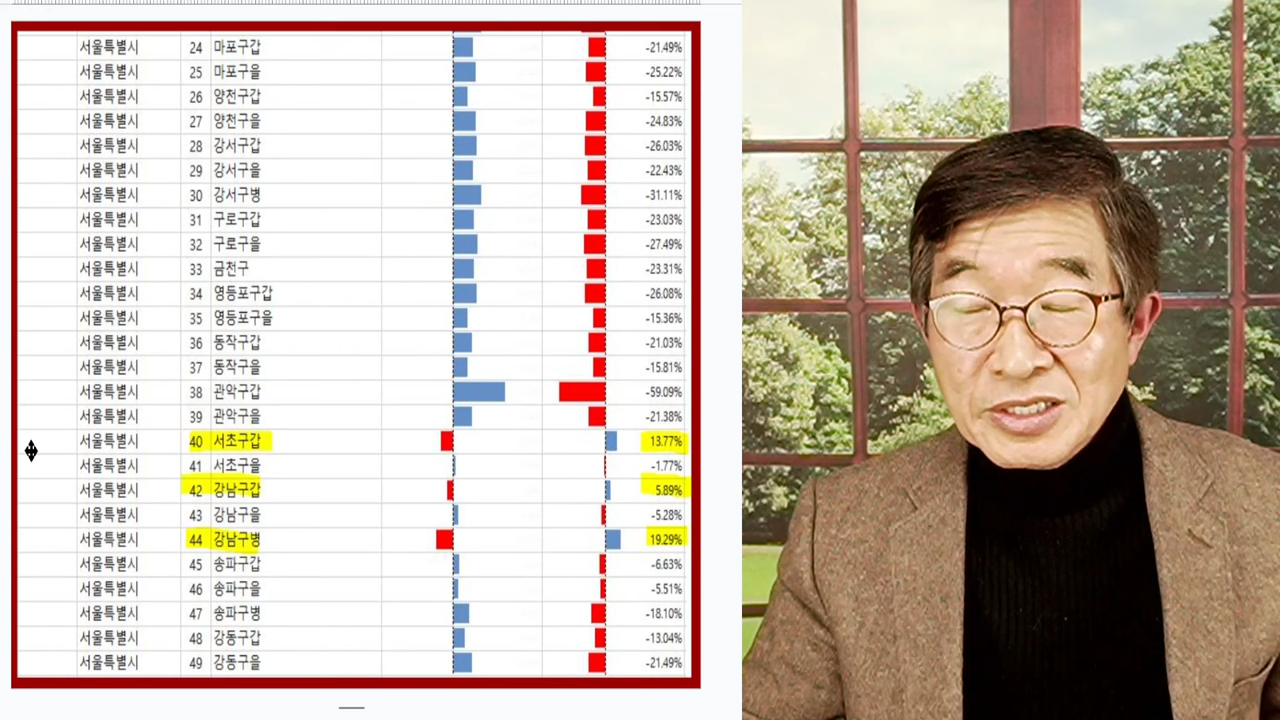 서울특별시 24 마포구갑 -21.49%
서울특별시 25 마포구을 -25.22%
서울특별시 26 양천구갑 -15.57%
서울특별시 27 양천구을 -24.83%
서울특별시 28 강서구갑 -26.03%
서울특별시 29 강서구을 -22.43%
서울특별시 30 강서구병 -31.11%
서울특별시 31 구로구갑 -23.03%
서울특별시 32 구로구을 -27.49%
서울특별시 33 금천구 -23.31%
서울특별시 34 영등포구갑 -26.08%
서울특별시 35 영등포구을 -15.36%
서울특별시 36 동작구갑 -21.03%
서울특별시 37 동작구을 -15.81%
서울특별시 38 관악구갑 -59.09%
서울특별시 39 관악구을 -21.38%
서울특별시 40 서초구갑 13.77%
서울특별시 41 서초구을 -1.77%
서울특별시 42 강남구갑 5.89%
서울특별시 43 강남구을 -5.28%
서울특별시 44 강남구병 19.29%
서울특별시 45 송파구갑 -6.63%
서울특별시 46 송파구을 -5.51%
서울특별시 47 송파구병 -18.10%
서울특별시 48 강동구갑 -13.04%
서울특별시 49 강동구을 -21.49%